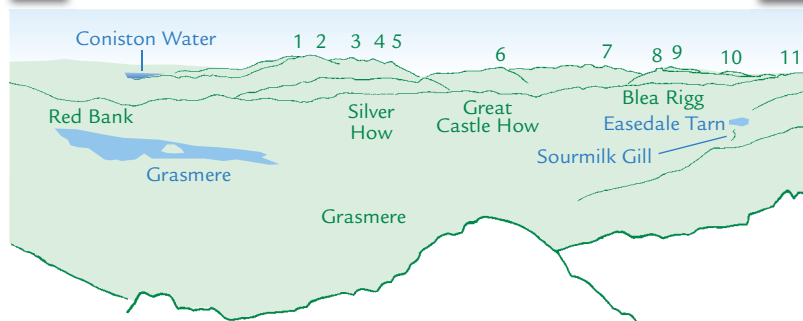 Coniston Water
1 2 3 4 5 6 7 8 9 10 11
Red Bank
Silver
How
Great
Castle How
Blea Rigg
Easedale Tarn
Sourmilk Gill
Grasmere
Grasmere